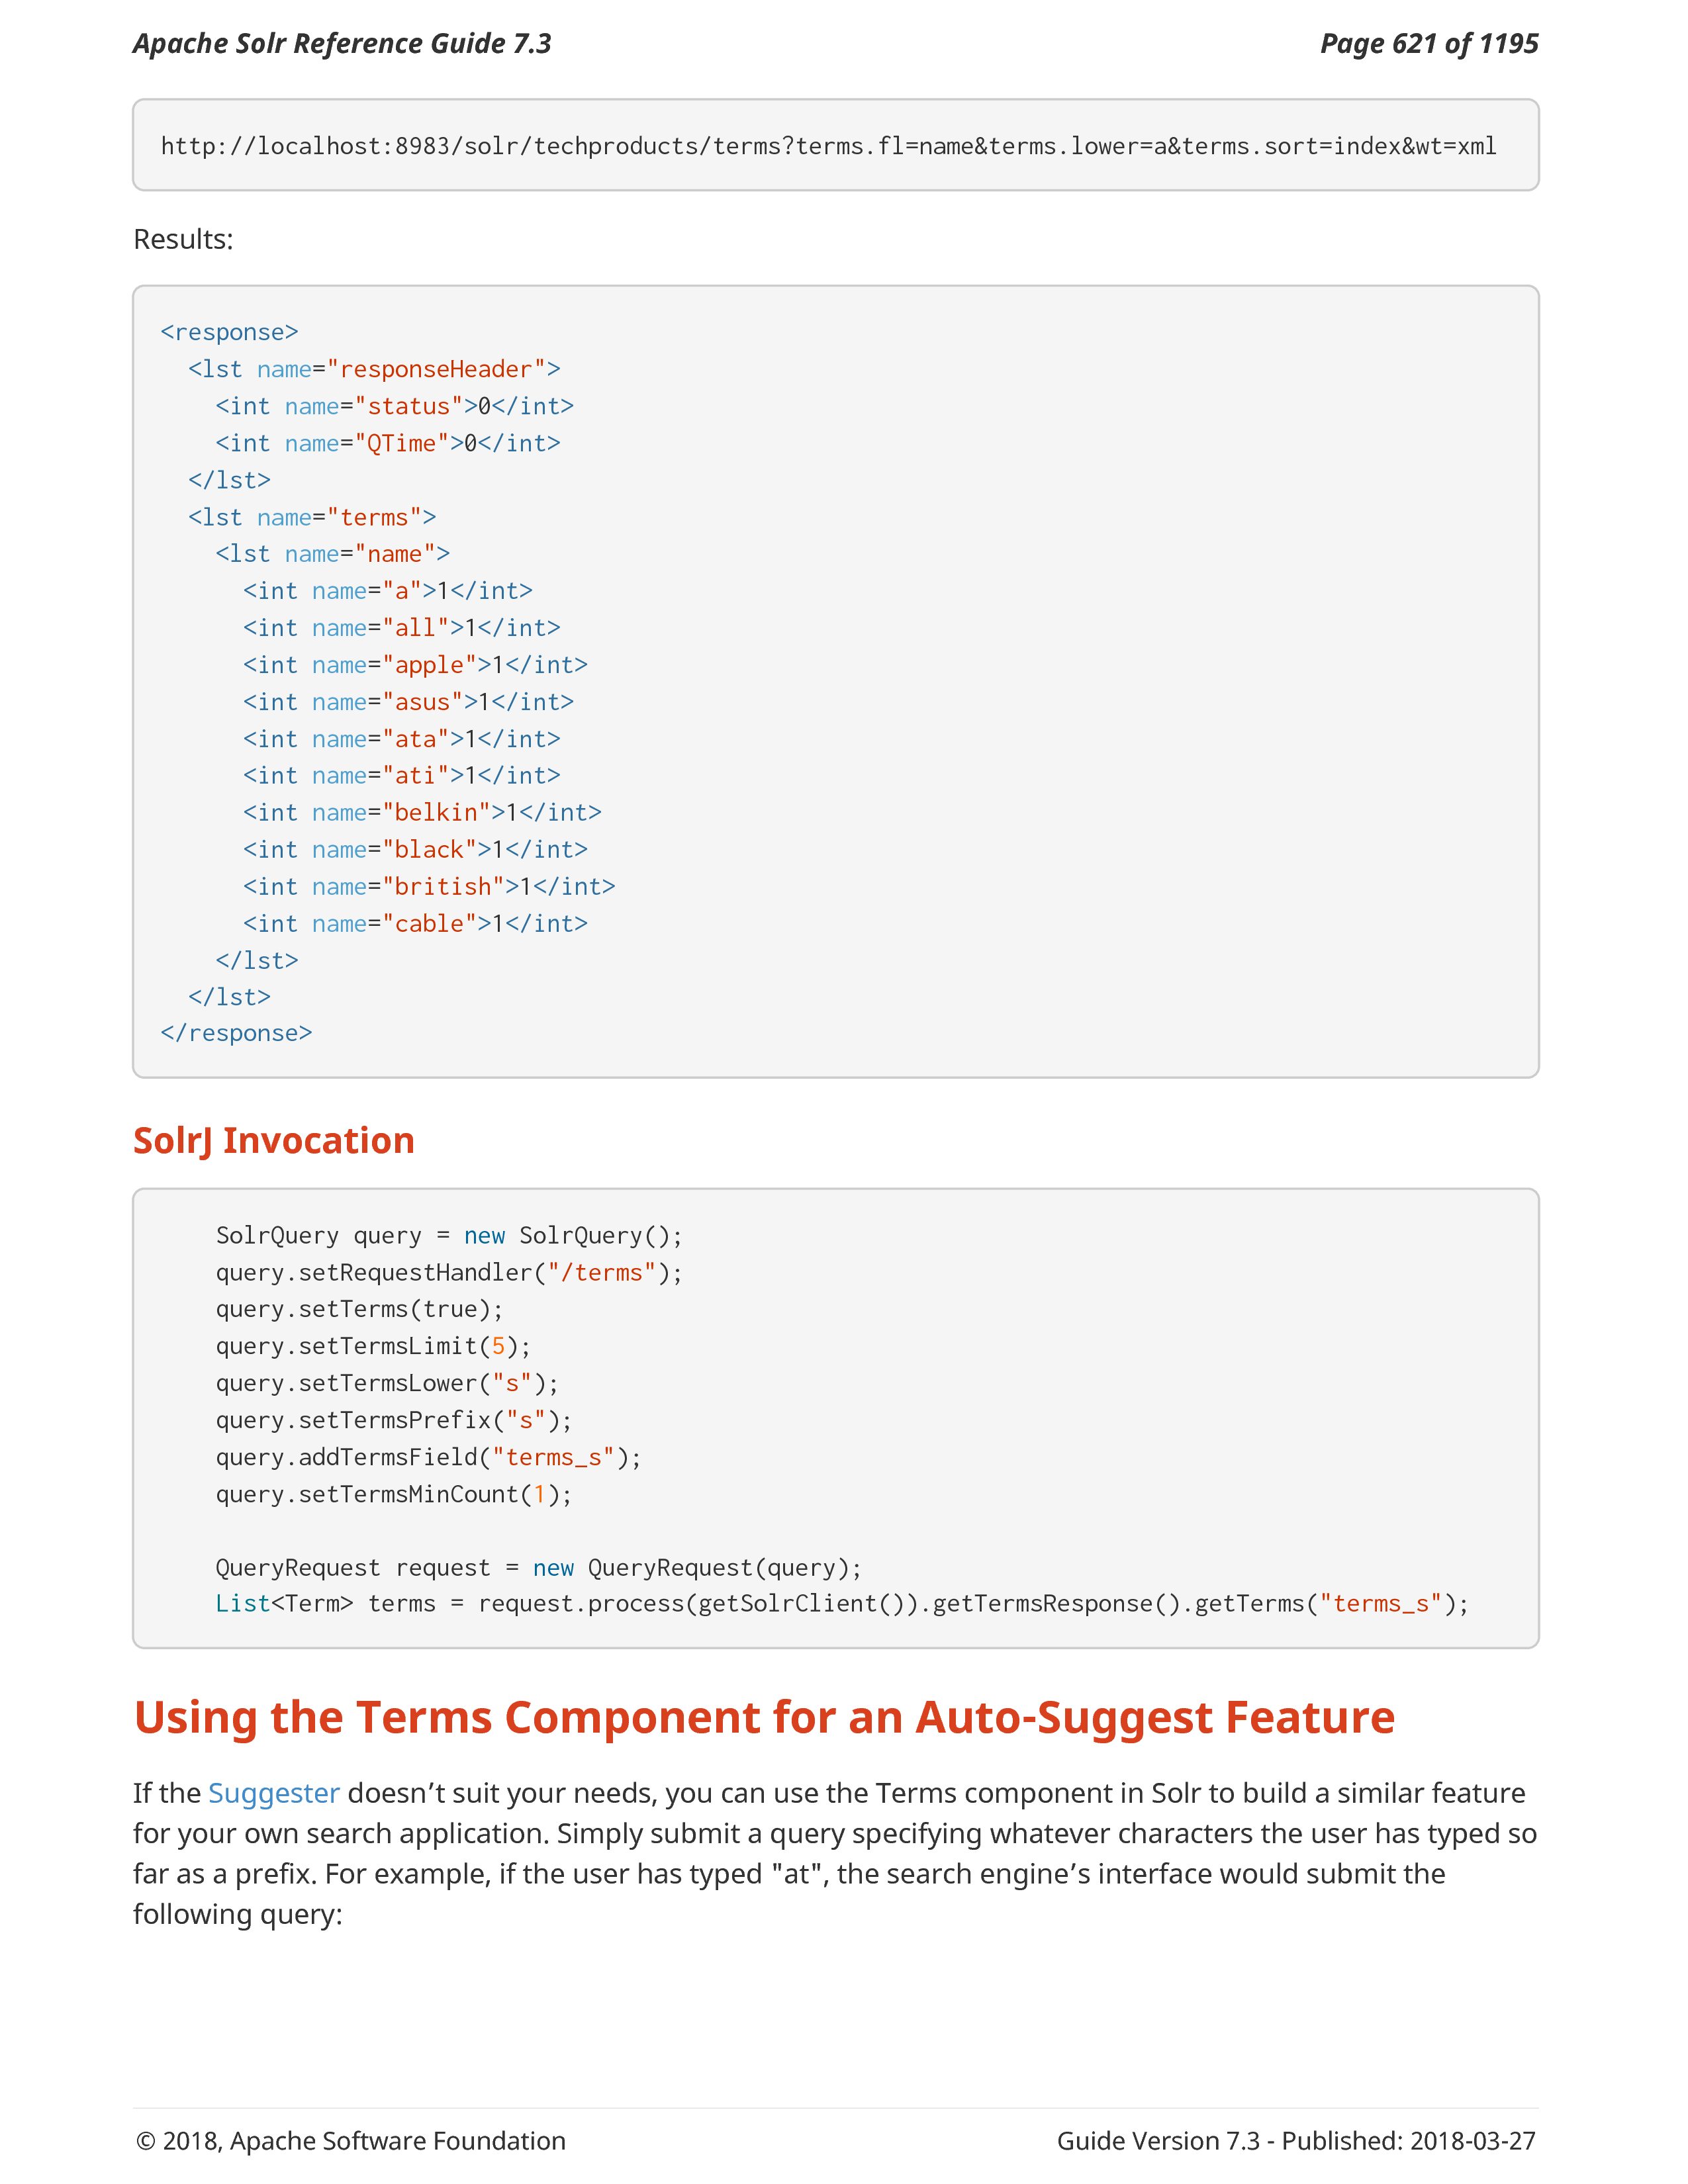 Apache Solr Reference Guide 7.3
Page 621 of 1195
http://localhost:8983/solr/techproducts/terms?terms.fl=name&terms.lower=a&terms.sort=index&wt=xml
Results:
<response>
  <lst name="responseHeader">
    <int name="status">0</int>
    <int name="QTime">0</int>
  </lst>
  <lst name="terms">
    <lst name="name">
      <int name="a">1</int>
      <int name="all">1</int>
      <int name="apple">1</int>
      <int name="asus">1</int>
      <int name="ata">1</int>
      <int name="ati">1</int>
      <int name="belkin">1</int>
      <int name="black">1</int>
      <int name="british">1</int>
      <int name="cable">1</int>
    </lst>
  </lst>
</response>
SolrJ Invocation
    SolrQuery query = new SolrQuery();
    query.setRequestHandler("/terms");
    query.setTerms(true);
    query.setTermsLimit(5);
    query.setTermsLower("s");
    query.setTermsPrefix("s");
    query.addTermsField("terms_s");
    query.setTermsMinCount(1);
    QueryRequest request = new QueryRequest(query);
    List<Term> terms = request.process(getSolrClient()).getTermsResponse().getTerms("terms_s");
Using the Terms Component for an Auto-Suggest Feature
If the Suggester doesn’t suit your needs, you can use the Terms component in Solr to build a similar feature
for your own search application. Simply submit a query specifying whatever characters the user has typed so
far as a prefix. For example, if the user has typed "at", the search engine’s interface would submit the
following query:
© 2018, Apache Software Foundation
Guide Version 7.3 - Published: 2018-03-27